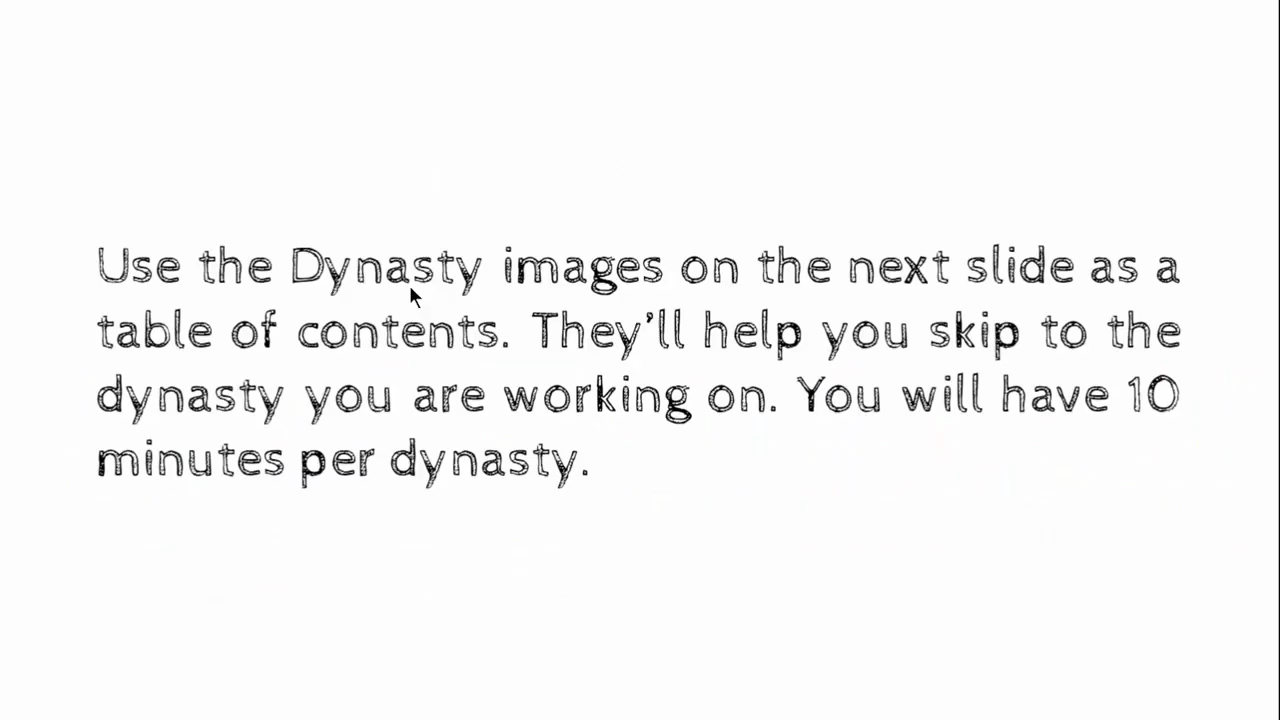 Use the Dynasty images on the next slide as a
table of contents. They’ll help you skip to the
dynasty you are working on. You will have 10
minutes per dynasty.